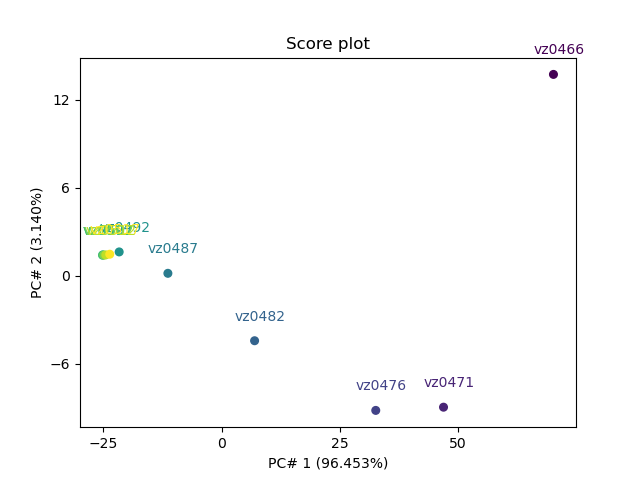 Score plot
vz0466
12
6
vz0492
vz0487
0
vz0482
−6
vz0476
vz0471
−25
0
25
50
PC# 1 (96.453%)
PC# 2 (3.140%)